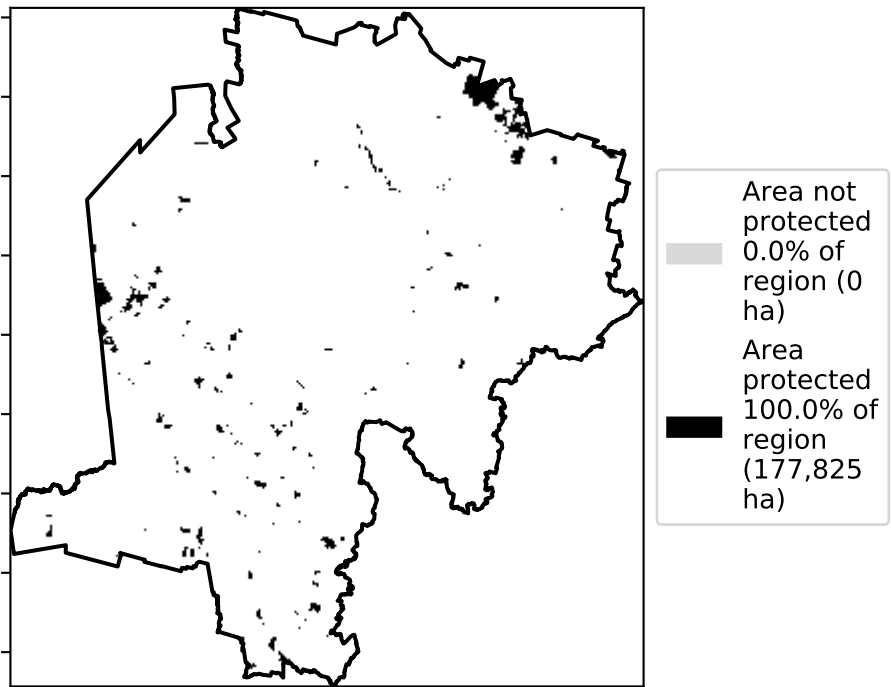 Area not
protected
0.0% of
region (0
ha)
Area
protected
100.0% of
region
(177,825
ha)